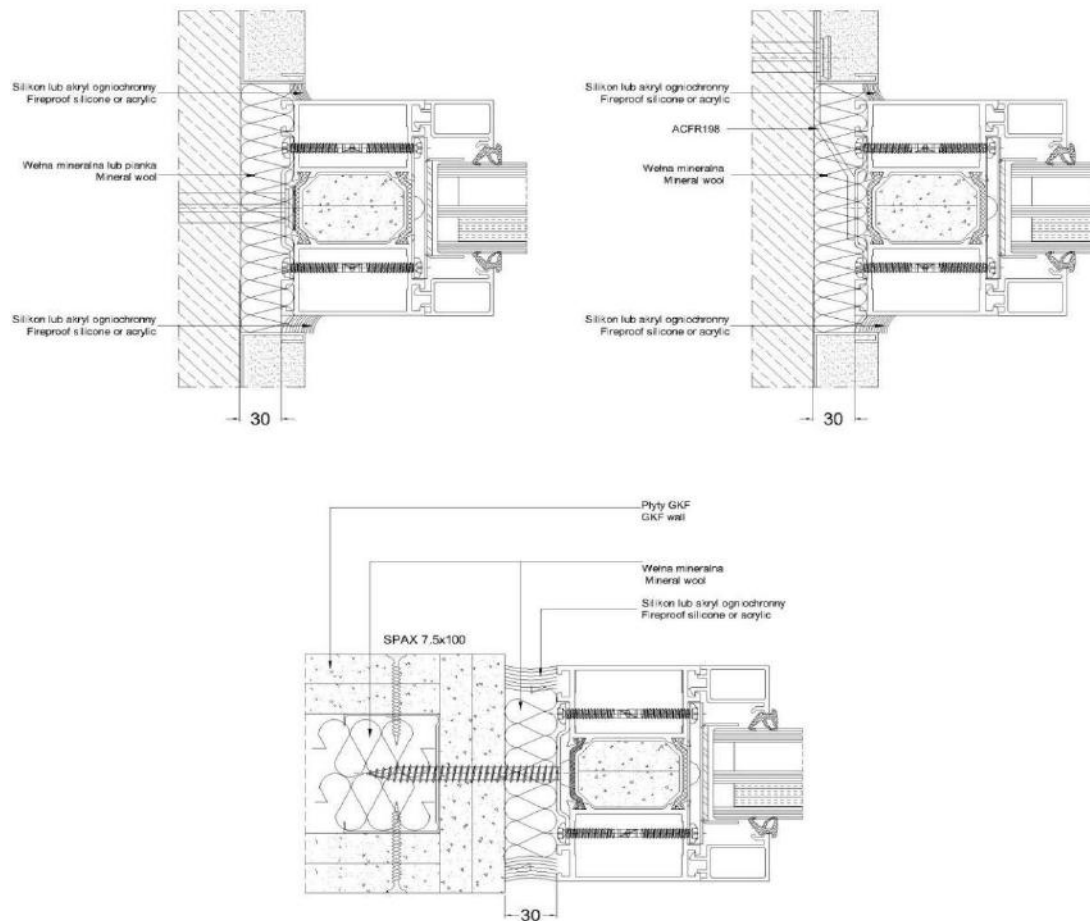 Silikon lub akryl ogniochronny
Fireproof silicone or acrylic
Wełna mineralna lub pianka
Mineral wool
Silikon lub akryl ogniochronny
Fireproof silicone or acrylic
30
Silikon lub akryl ogniochronny
Fireproof silicone or acrylic
ACFR198
Wełna mineralna
Mineral wool
Silikon lub akryl ogniochronny
Fireproof silicone or acrylic
30
Płyty GKF
GKF wall
Wełna mineralna
Mineral wool
Silikon lub akryl ogniochronny
Fireproof silicone or acrylic
SPAX 7.5x100
30